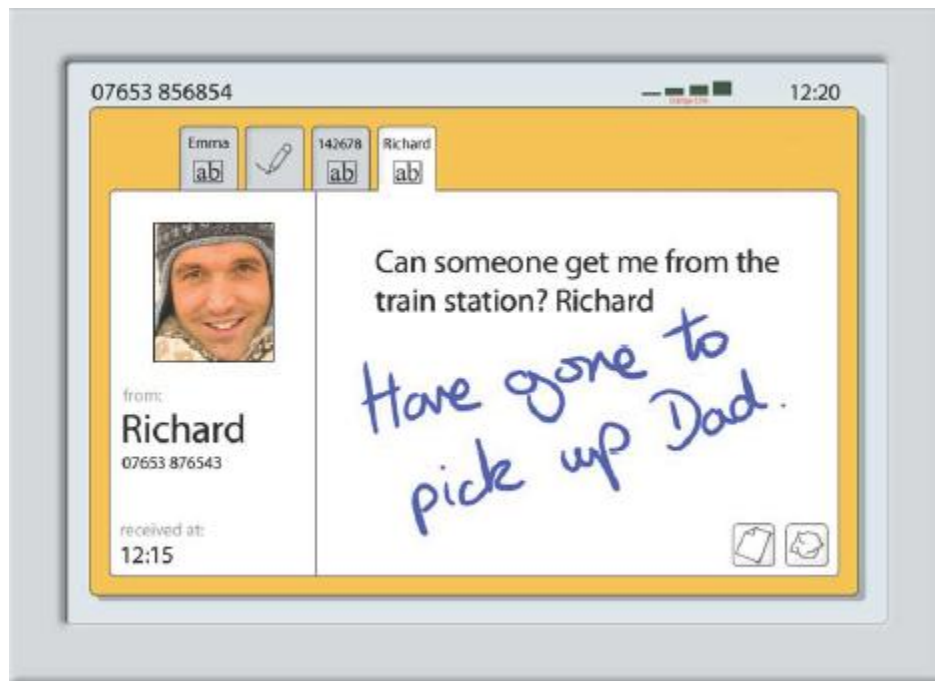 07653 856854
12:20
Emma
142678
Richard
ab
ab
ab
Can someone get me from the
train station? Richard
Have gone to
pick up Dad.
from:
Richard
07653 876543
received at:
12:15